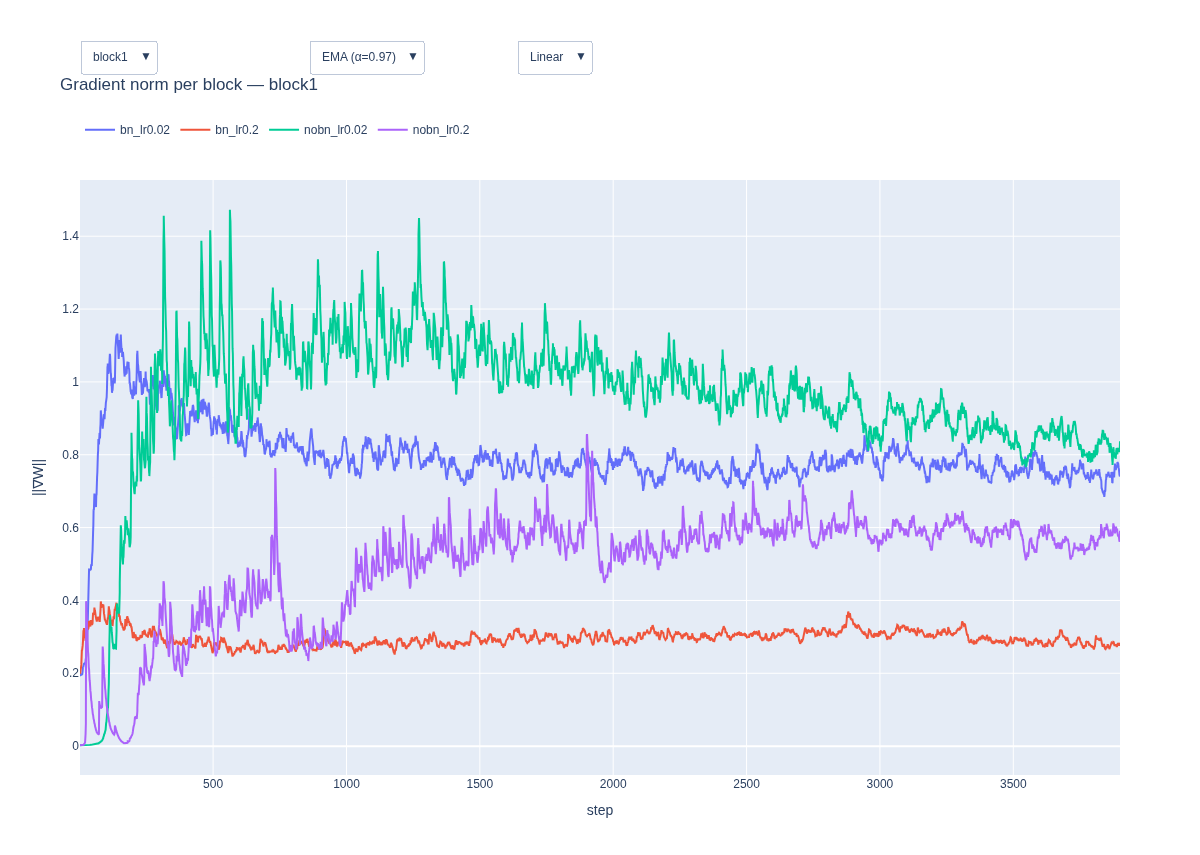 block1 ▼ EMA (α=0.97) ▼ Linear ▼
Gradient norm per block — block1
bn_lr0.02 bn_lr0.2 nobn_lr0.02 nobn_lr0.2
1.4
1.2
1
0.8
||∇W||
0.6
0.4
0.2
0
500 1000 1500 2000 2500 3000 3500
step